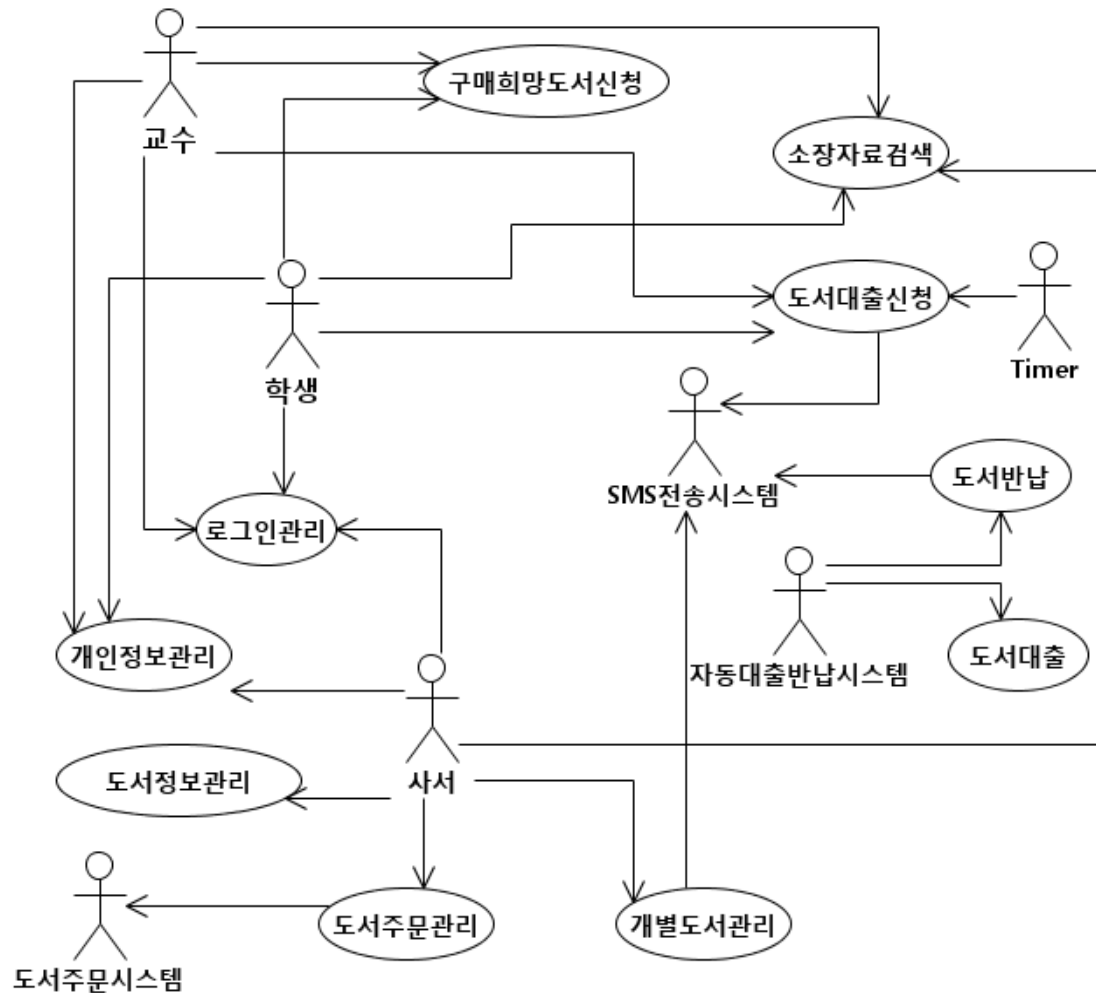 구매희망도서신청
교수
소장자료검색
도서대출신청
Timer
학생
SMS전송시스템
도서반납
로그인관리
개인정보관리
도서대출
자동대출반납시스템
도서정보관리
사서
도서주문관리
개별도서관리
도서주문시스템